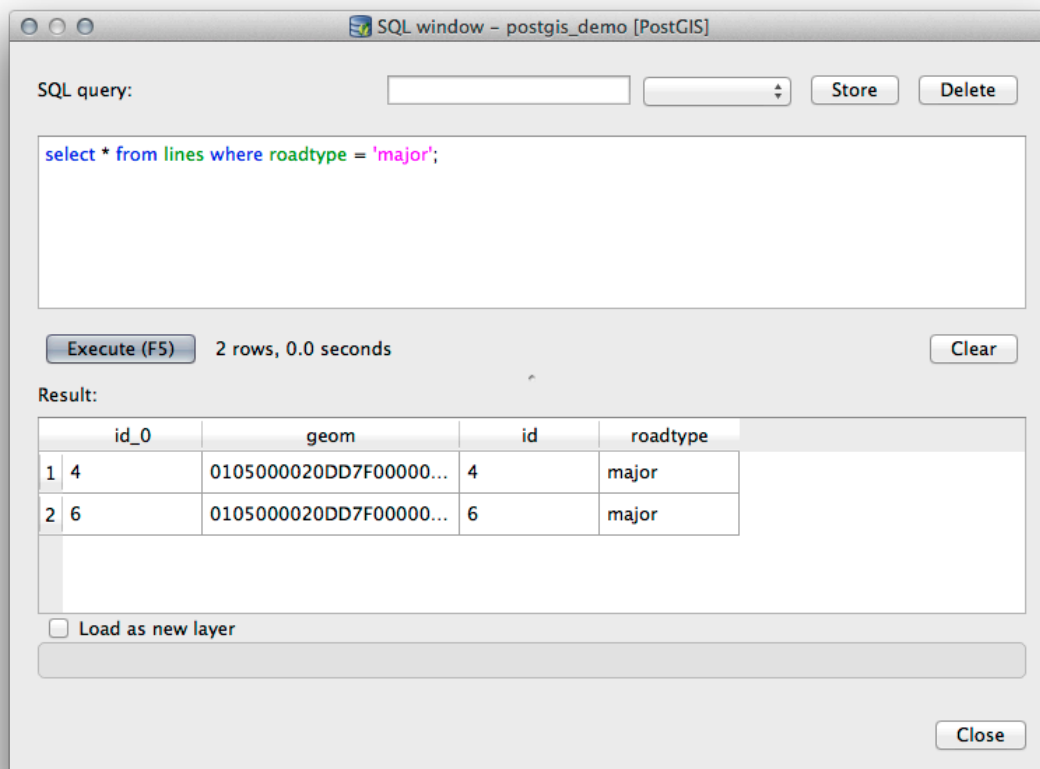 SQL window – postgis_demo [PostGIS]
SQL query:
Store
Delete
select * from lines where roadtype = 'major';
Execute (F5)
2 rows, 0.0 seconds
Clear
Result:
id_0 geom id roadtype
1 4 0105000020DD7F00000... 4 major
2 6 0105000020DD7F00000... 6 major
Load as new layer
Close